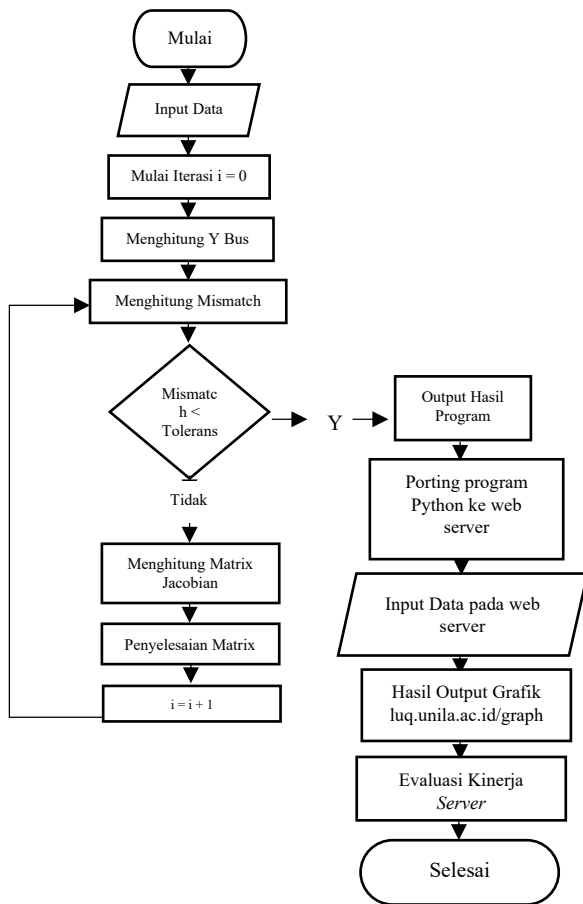 Mulai
Input Data
Mulai Iterasi i = 0
Menghitung Y Bus
Menghitung Mismatch
Mismatc
h <
Tolerans
Tidak
Menghitung Matrix
Jacobian
Penyelesaian Matrix
i = i + 1
Y
Output Hasil
Program
Porting program
Python ke web
server
Input Data pada web
server
Hasil Output Grafik
luq.unila.ac.id/graph
Evaluasi Kinerja
Server
Selesai